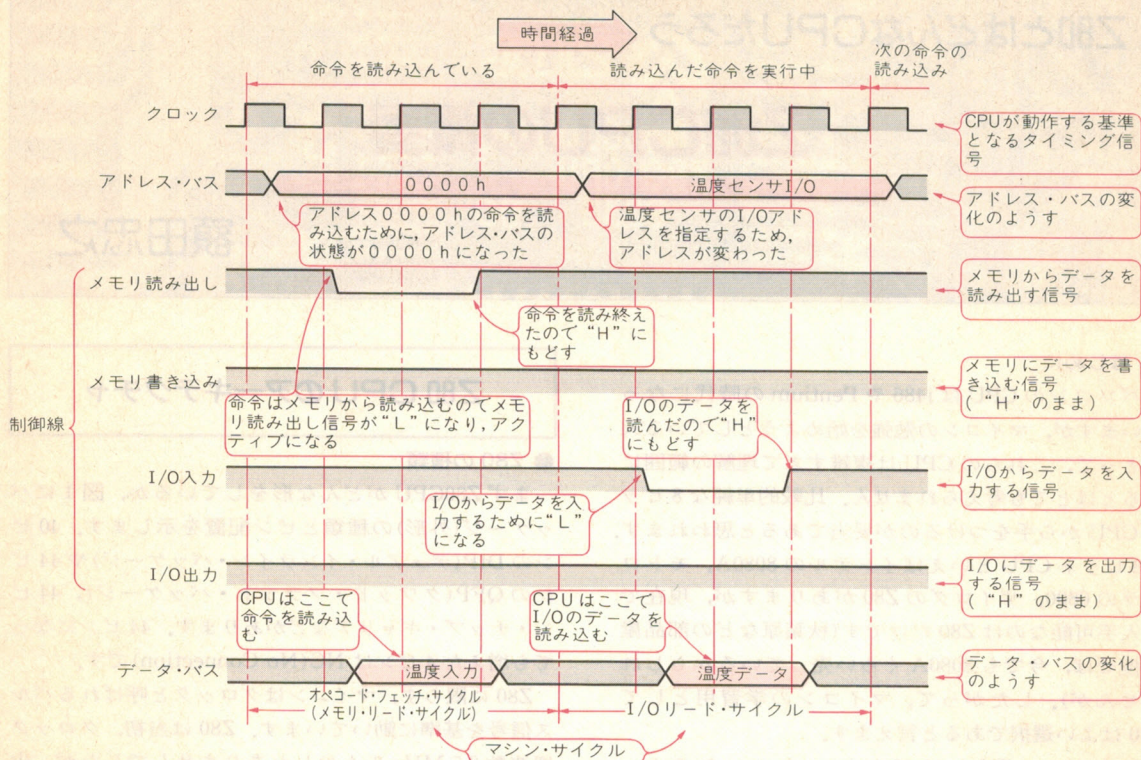 時間経過
命令を読み込んでいる
読み込んだ命令を実行中
次の命令の
読み込み
クロック
CPUが動作する基準
となるタイミング信
号
アドレス・バス
0000h
温度センサI/O
アドレス・バスの変
化のようす
アドレス0000hの命令を読
み込むために,アドレス・バスの
状態が0000hになった
温度センサのI/Oアド
レスを指定するため,
アドレスが変わった
メモリ読み出し
メモリからデータを
読み出す信号
命令を読み終え
たので“H”に
もどす
メモリ書き込み
メモリにデータを書
き込む信号
(“H”のまま)
制御線
命令はメモリから読み込むのでメモ
リ読み出し信号が“L”になり,アク
ティブになる
I/Oのデータを
読んだので“H”
にもどす
I/O入力
I/Oからデータを入
力する信号
I/Oからデータを入
力するために“L”
になる
I/O出力
I/Oにデータを出力
する信号
(“H”のまま)
CPUはここで
命令を読み込
む
CPUはここで
I/Oのデータを
読み込む
データ・バス
温度入力
温度データ
データ・バスの変化
のようす
オペコード・フェッチ・サイクル
(メモリ・リード・サイクル)
I/Oリード・サイクル
マシン・サイクル